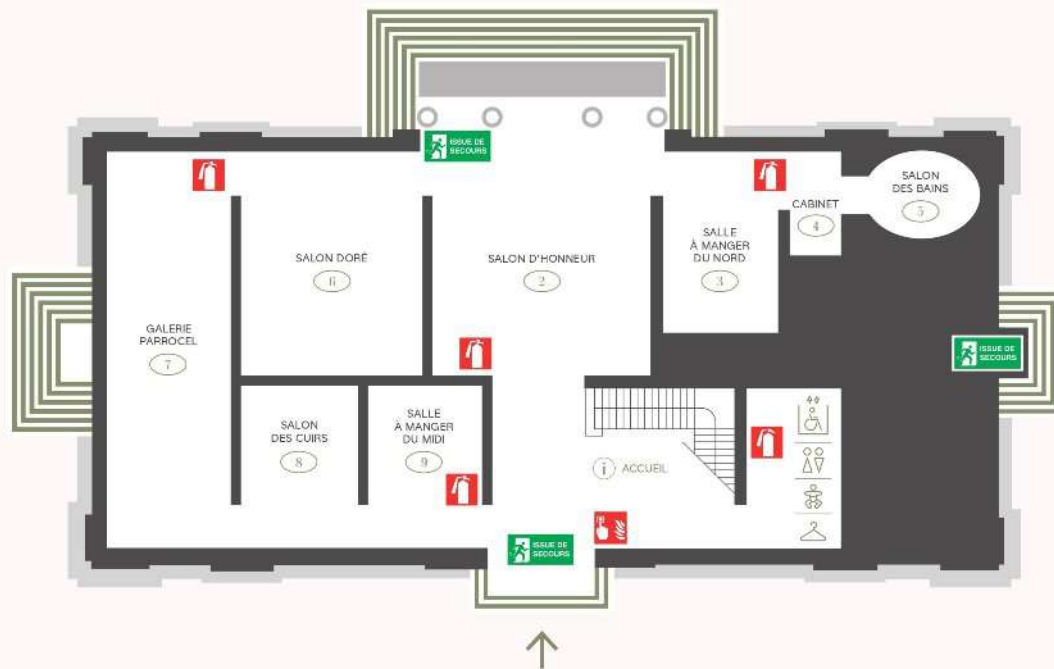 ISSUE DE
SECOURS
SALON
DES BAINS
5
CABINET
4
SALON DORÉ
6
SALON D'HONNEUR
2
SALLE
À MANGER
DU NORD
3
GALERIE
PARROCEL
7
ISSUE DE
SECOURS
SALON
DES CUIRS
8
SALLE
À MANGER
DU MIDI
9
i ACCUEIL
ISSUE DE
SECOURS